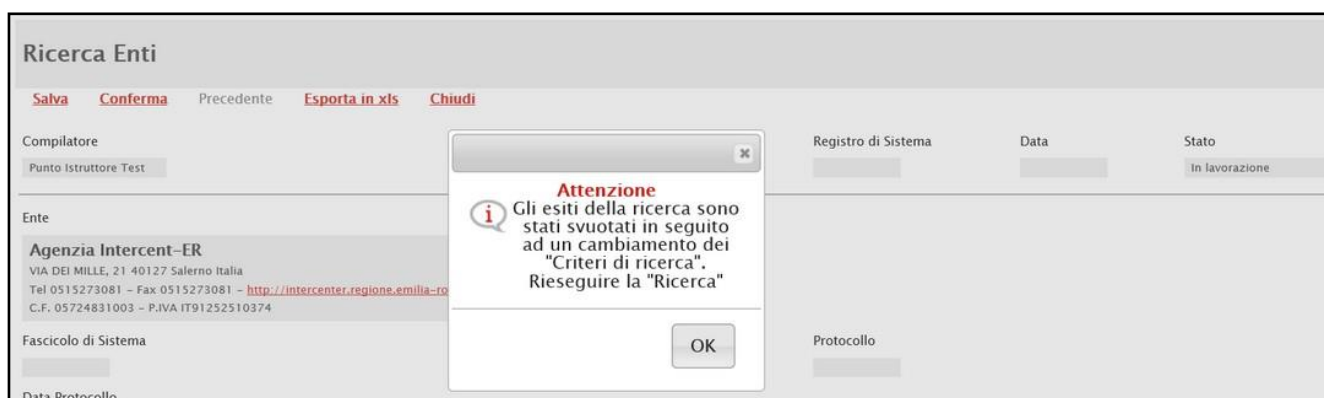 Ricerca Enti
Salva Conferma Precedente Esporta in xls Chiudi
Compilatore Registro di Sistema Data Stato
Punto Istruttore Test In lavorazione
Attenzione
Gli esiti della ricerca sono
stati svuotati in seguito
ad un cambiamento dei
"Criteri di ricerca".
Rieseguire la "Ricerca"
OK
Ente
Agenzia Intercent-ER
VIA DEI MILLE, 21 40127 Salerno Italia
Tel 0515273081 - Fax 0515273081 - http://intercenter.regione.emilia-ro
C.F. 05724831003 - P.IVA IT91252510374
Fascicolo di Sistema Protocollo
Data Protocollo